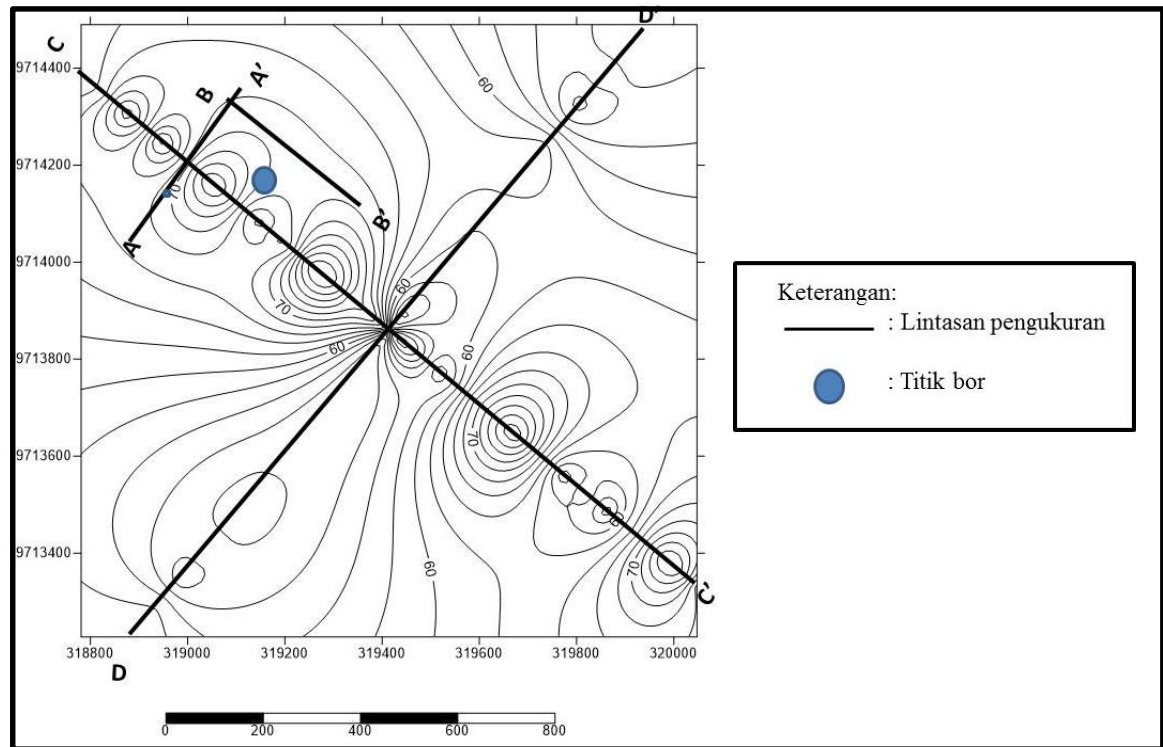 D'
C
9714400
B
A'
60
9714200
70
A
B'
9714000
60
70
60
60
9713800
70
9713600
60
9713400
60
70
C'
318800 319000 319200 319400 319600 319800 320000
D
0 200 400 600 800
Keterangan:
: Lintasan pengukuran
: Titik bor